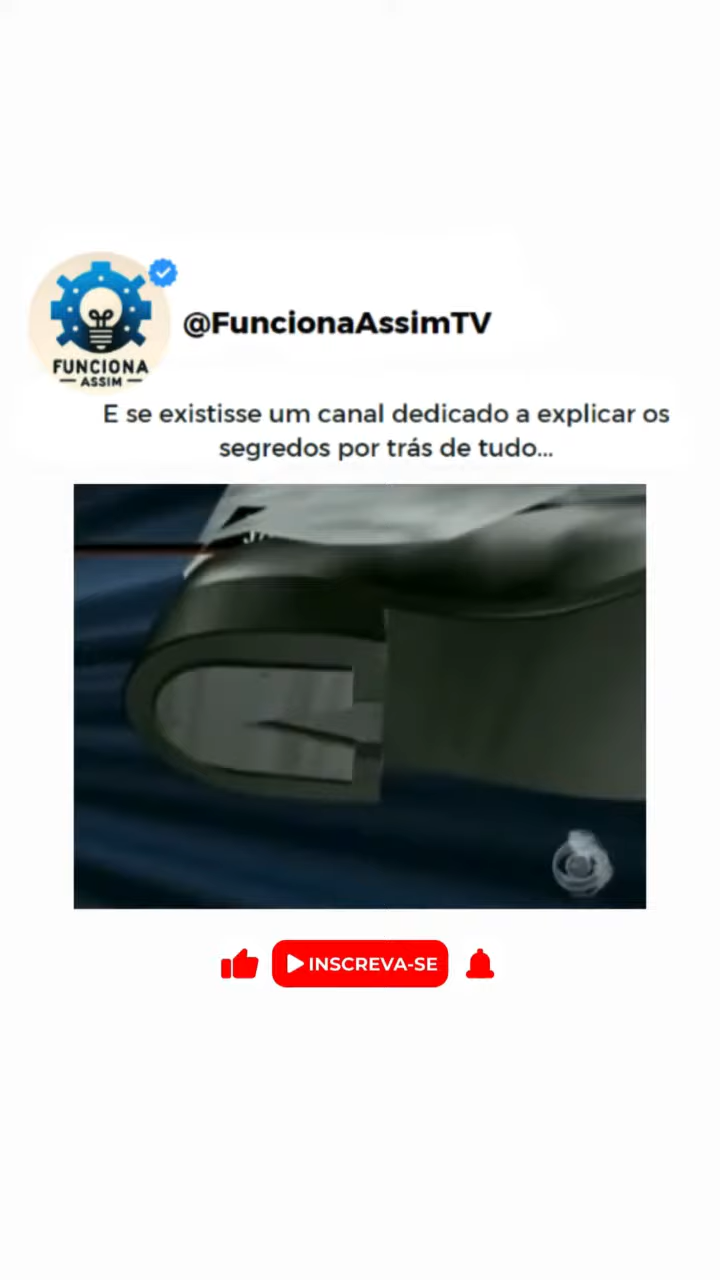 @FuncionaAssimTV
FUNCIONA
ASSIM
E se existisse um canal dedicado a explicar os
segredos por trás de tudo...
INSCREVA-SE